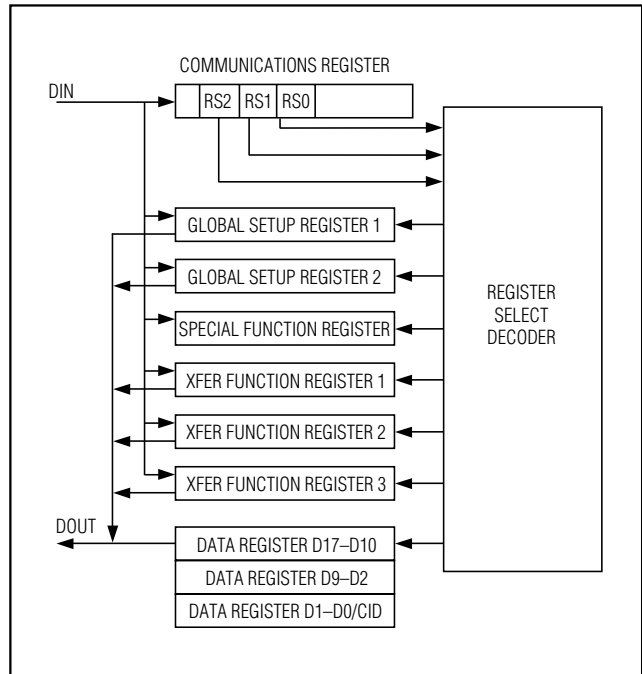 COMMUNICATIONS REGISTER
DIN
RS2 RS1 RS0
GLOBAL SETUP REGISTER 1
GLOBAL SETUP REGISTER 2
SPECIAL FUNCTION REGISTER
XFER FUNCTION REGISTER 1
XFER FUNCTION REGISTER 2
XFER FUNCTION REGISTER 3
REGISTER
SELECT
DECODER
DOUT
DATA REGISTER D17–D10
DATA REGISTER D9–D2
DATA REGISTER D1–D0/CID